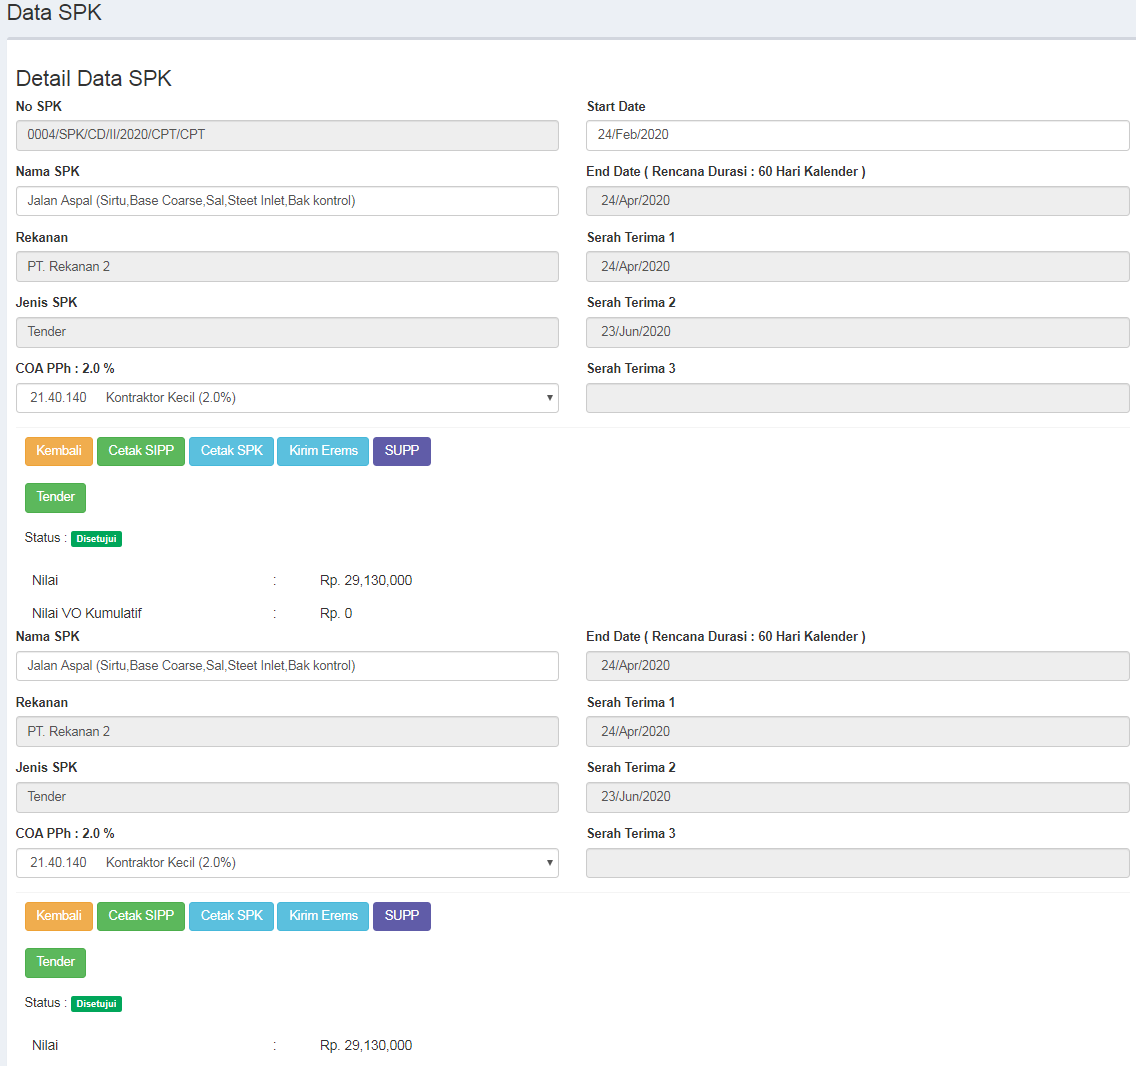 Data SPK
Detail Data SPK
No SPK
Start Date
0004/SPK/CD/II/2020/CPT/CPT
24/Feb/2020
Nama SPK
End Date ( Rencana Durasi : 60 Hari Kalender )
Jalan Aspal (Sirtu,Base Coarse,Sal,Steet Inlet,Bak kontrol)
24/Apr/2020
Rekanan
Serah Terima 1
PT. Rekanan 2
24/Apr/2020
Jenis SPK
Serah Terima 2
Tender
23/Jun/2020
COA PPh : 2.0 %
Serah Terima 3
21.40.140 Kontraktor Kecil (2.0%)
Kembali Cetak SIPP Cetak SPK Kirim Erems SUPP
Tender
Status : Disetujui
Nilai : Rp. 29,130,000
Nilai VO Kumulatif : Rp. 0
Nama SPK
End Date ( Rencana Durasi : 60 Hari Kalender )
Jalan Aspal (Sirtu,Base Coarse,Sal,Steet Inlet,Bak kontrol)
24/Apr/2020
Rekanan
Serah Terima 1
PT. Rekanan 2
24/Apr/2020
Jenis SPK
Serah Terima 2
Tender
23/Jun/2020
COA PPh : 2.0 %
Serah Terima 3
21.40.140 Kontraktor Kecil (2.0%)
Kembali Cetak SIPP Cetak SPK Kirim Erems SUPP
Tender
Status : Disetujui
Nilai : Rp. 29,130,000